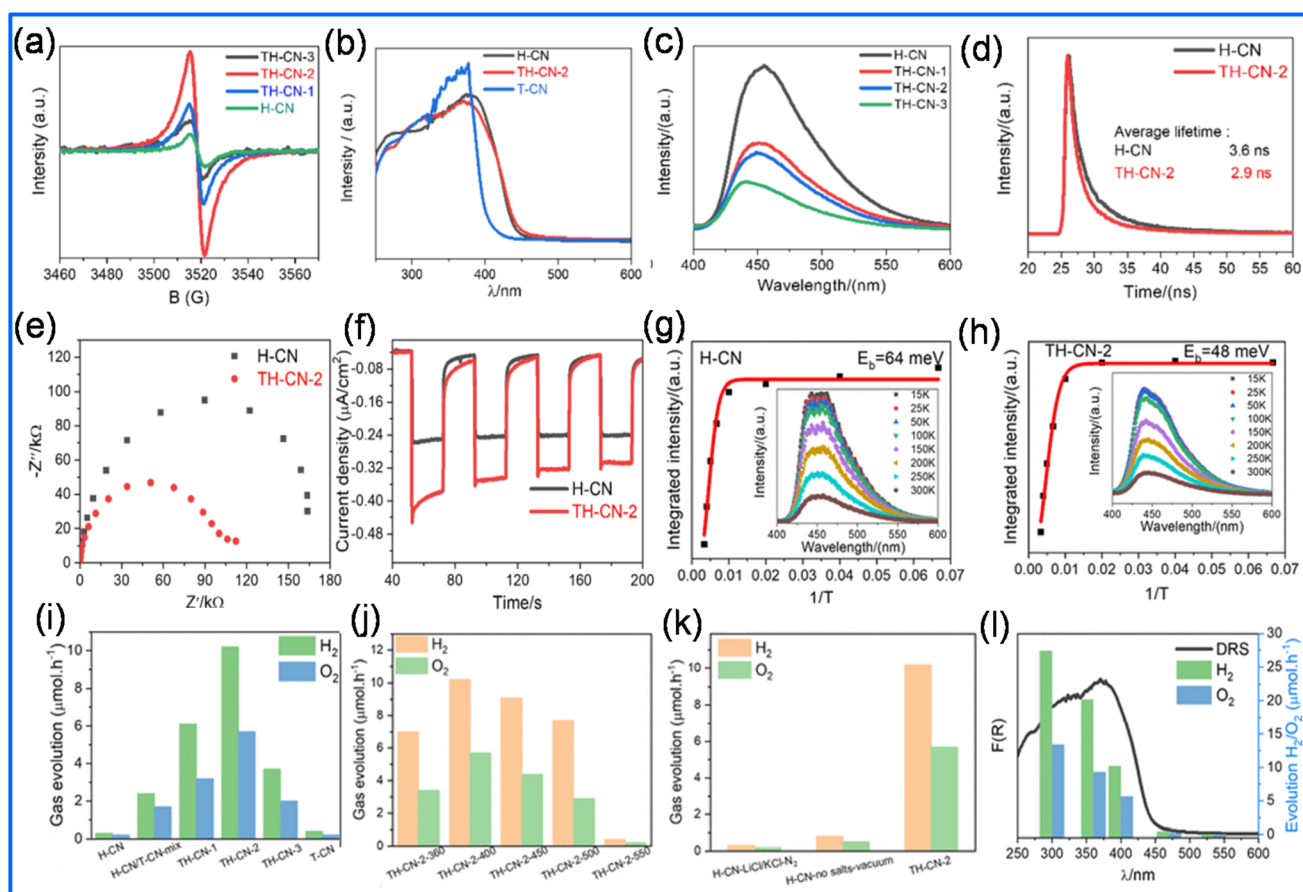 (a)
TH-CN-3
TH-CN-2
TH-CN-1
H-CN
Intensity (a.u.)
3460 3480 3500 3520 3540 3560
B (G)
(b)
H-CN
TH-CN-2
T-CN
Intersity / (a.u.)
300 400 500 600
λ/nm
(c)
H-CN
TH-CN-1
TH-CN-2
TH-CN-3
Intensity/(a.u.)
400 450 500 550 600
Wavelength/(nm)
(d)
H-CN
TH-CN-2
Average lifetime :
H-CN 3.6 ns
TH-CN-2 2.9 ns
Intensity/(a.u.)
20 25 30 35 40 45 50 55 60
Time/(ns)
(e)
H-CN
TH-CN-2
-Z''/kΩ
120
100
80
60
40
20
0
0 30 60 90 120 150 180
Z'/kΩ
(f)
H-CN
TH-CN-2
Current density (μA/cm²)
-0.08
-0.16
-0.24
-0.32
-0.40
-0.48
40 80 120 160 200
Time/s
(g)
H-CN
Eb=64 meV
Integrated intensity/(a.u.)
Intensity/(a.u.)
15K
25K
50K
100K
150K
200K
250K
300K
400 450 500 550 600
Wavelength/(nm)
0.00 0.01 0.02 0.03 0.04 0.05 0.06 0.07
1/T
(h)
TH-CN-2
Eb=48 meV
Integrated intensity/(a.u.)
Intensity/(a.u.)
15K
25K
50K
100K
150K
200K
250K
300K
400 450 500 550 600
Wavelength/(nm)
0.00 0.01 0.02 0.03 0.04 0.05 0.06 0.07
1/T
(i)
H₂
O₂
Gas evolution (μmol.h⁻¹)
10
8
6
4
2
0
H-CN
H-CN/T-CN-mix
TH-CN-1
TH-CN-2
TH-CN-3
T-CN
(j)
H₂
O₂
Gas evolution (μmol.h⁻¹)
12
10
8
6
4
2
0
TH-CN-2-360
TH-CN-2-400
TH-CN-2-450
TH-CN-2-500
TH-CN-2-550
(k)
H₂
O₂
Gas evolution (μmol.h⁻¹)
10
8
6
4
2
0
H-CN-LiCl/KCl-N₂
H-CN-no salts-vacuum
TH-CN-2
(l)
DRS
H₂
O₂
F(R)
Evolution H₂/O₂ (μmol.h⁻¹)
30
25
20
15
10
5
0
250 300 350 400 450 500 550 600
λ/nm